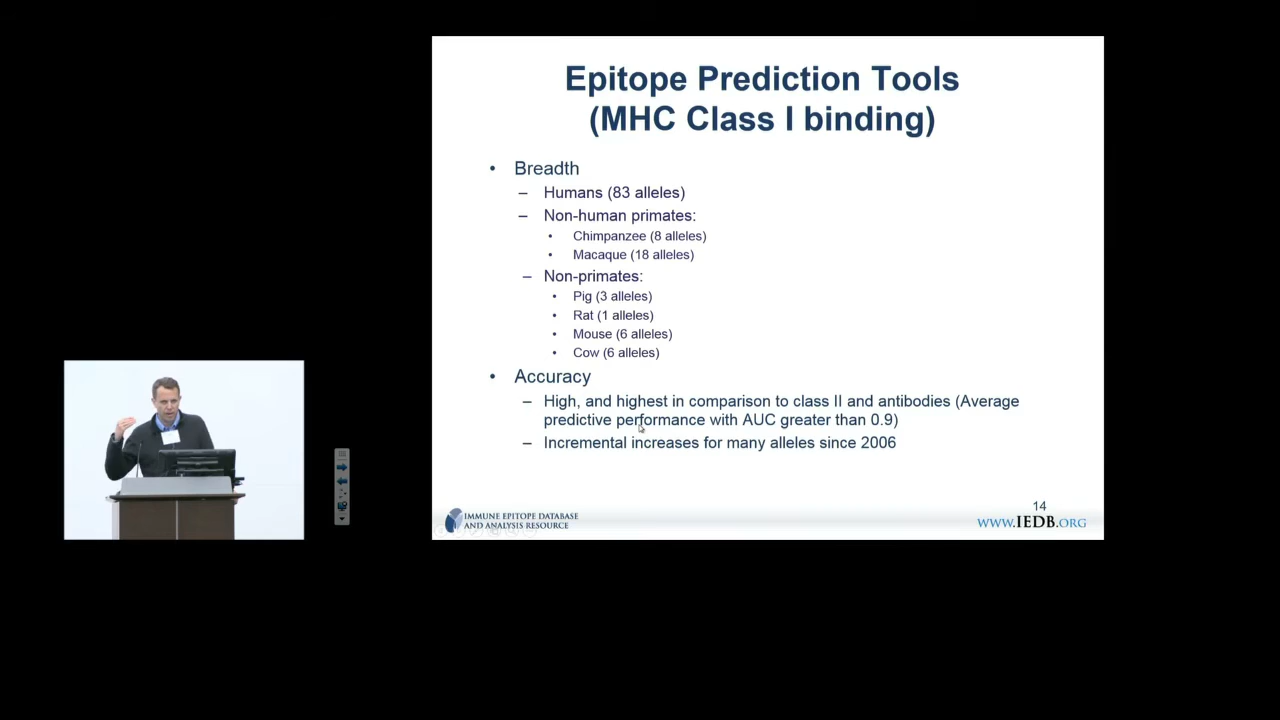 Epitope Prediction Tools
(MHC Class I binding)
• Breadth
– Humans (83 alleles)
– Non-human primates:
• Chimpanzee (8 alleles)
• Macaque (18 alleles)
– Non-primates:
• Pig (3 alleles)
• Rat (1 alleles)
• Mouse (6 alleles)
• Cow (6 alleles)
• Accuracy
– High, and highest in comparison to class II and antibodies (Average
predictive performance with AUC greater than 0.9)
– Incremental increases for many alleles since 2006
14
IMMUNE EPITOPE DATABASE
AND ANALYSIS RESOURCE
WWW.IEDB.ORG